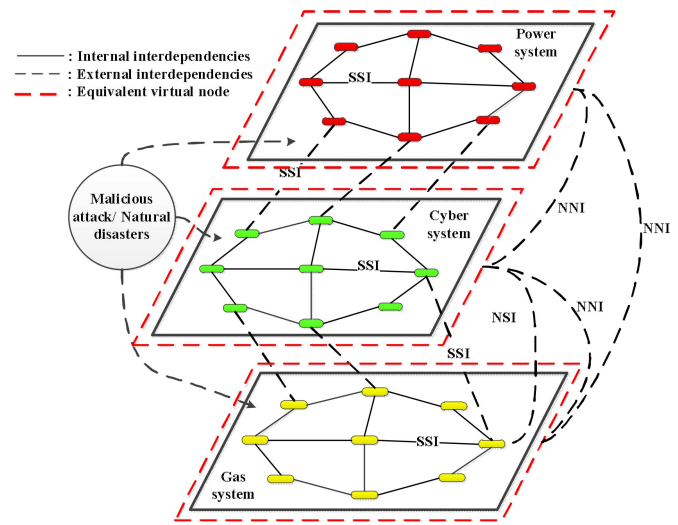 : Internal interdependencies
: External interdependencies
: Equivalent virtual node
Power
system
SSI
SSI
Malicious
attack/ Natural
disasters
Cyber
system
SSI
NNI
NNI
NSI
NNI
SSI
SSI
Gas
system